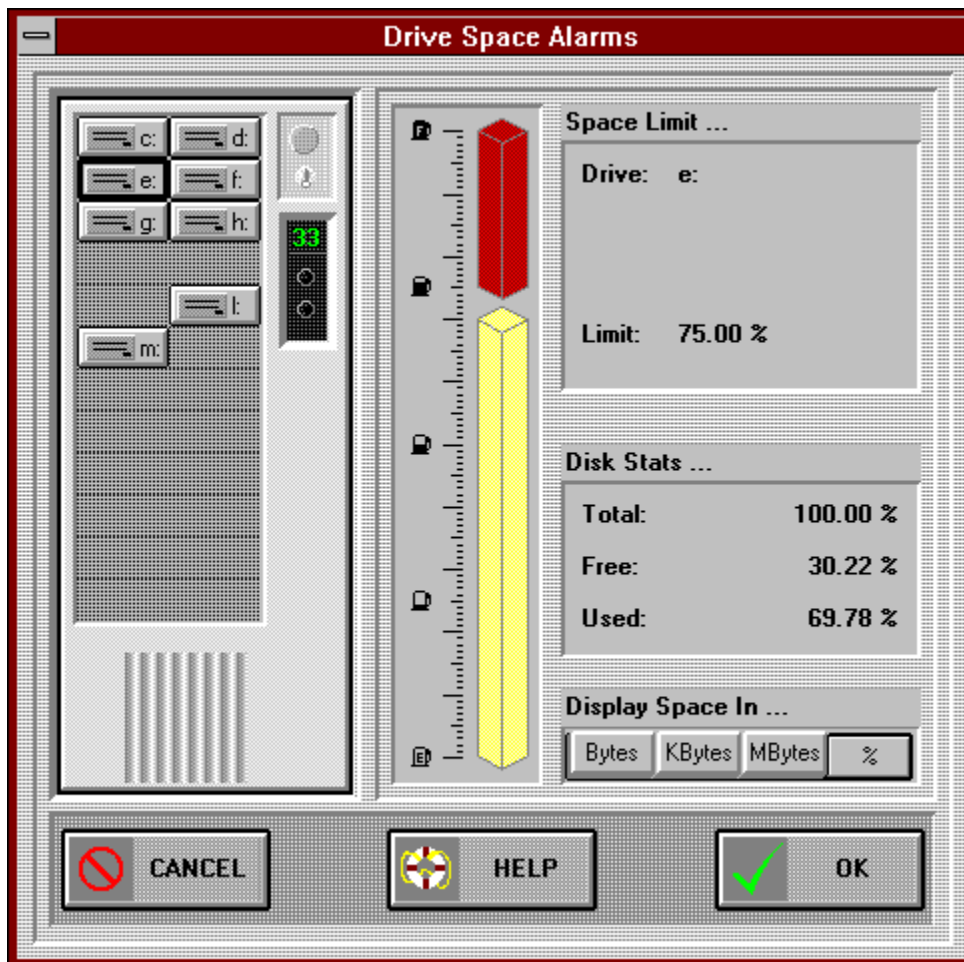 Drive Space Alarms
c: d:
e: f:
g: h:
l:
m:
33
F
E
Space Limit ...
Drive: e:
Limit: 75.00 %
Disk Stats ...
Total: 100.00 %
Free: 30.22 %
Used: 69.78 %
Display Space In ...
Bytes KBytes MBytes %
CANCEL HELP OK